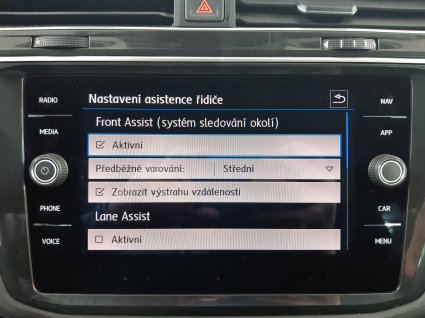 RADIO
MEDIA
PHONE
VOICE
Nastavení asistence řidiče
Front Assist (systém sledování okolí)
Aktivní
Předběžné varování: Střední
Zobrazit výstrahu vzdálenosti
Lane Assist
Aktivní
NAV
APP
CAR
MENU